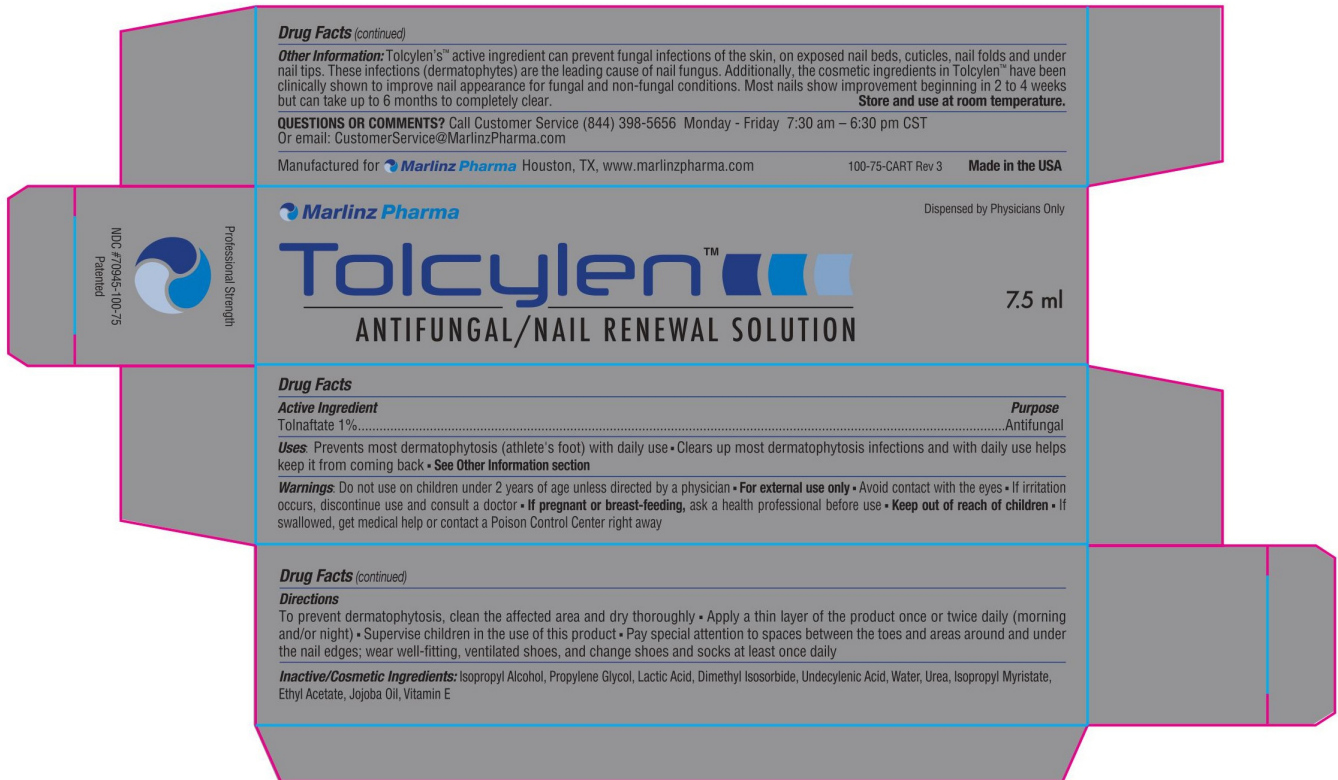 Drug Facts (continued)
Other Information: Tolcylen's™ active ingredient can prevent fungal infections of the skin, on exposed nail beds, cuticles, nail folds and under
nail tips. These infections (dermatophytes) are the leading cause of nail fungus. Additionally, the cosmetic ingredients in Tolcylen™ have been
clinically shown to improve nail appearance for fungal and non-fungal conditions. Most nails show improvement beginning in 2 to 4 weeks
but can take up to 6 months to completely clear. Store and use at room temperature.
QUESTIONS OR COMMENTS? Call Customer Service (844) 398-5656 Monday - Friday 7:30 am – 6:30 pm CST
Or email: CustomerService@MarlinzPharma.com
Manufactured for Marlinz Pharma Houston, TX, www.marlinzpharma.com 100-75-CART Rev 3 Made in the USA
Professional Strength
NDC #70945-100-75
Patented
Marlinz Pharma Dispensed by Physicians Only
Tolcylen™
7.5 ml
ANTIFUNGAL/NAIL RENEWAL SOLUTION
Drug Facts
Active Ingredient Purpose
Tolnaftate 1%..........Antifungal
Uses: Prevents most dermatophytosis (athlete's foot) with daily use ▪ Clears up most dermatophytosis infections and with daily use helps
keep it from coming back ▪ See Other Information section
Warnings: Do not use on children under 2 years of age unless directed by a physician ▪ For external use only ▪ Avoid contact with the eyes ▪ If irritation
occurs, discontinue use and consult a doctor ▪ If pregnant or breast-feeding, ask a health professional before use ▪ Keep out of reach of children ▪ If
swallowed, get medical help or contact a Poison Control Center right away
Drug Facts (continued)
Directions
To prevent dermatophytosis, clean the affected area and dry thoroughly ▪ Apply a thin layer of the product once or twice daily (morning
and/or night) ▪ Supervise children in the use of this product ▪ Pay special attention to spaces between the toes and areas around and under
the nail edges; wear well-fitting, ventilated shoes, and change shoes and socks at least once daily
Inactive/Cosmetic Ingredients: Isopropyl Alcohol, Propylene Glycol, Lactic Acid, Dimethyl Isosorbide, Undecylenic Acid, Water, Urea, Isopropyl Myristate,
Ethyl Acetate, Jojoba Oil, Vitamin E